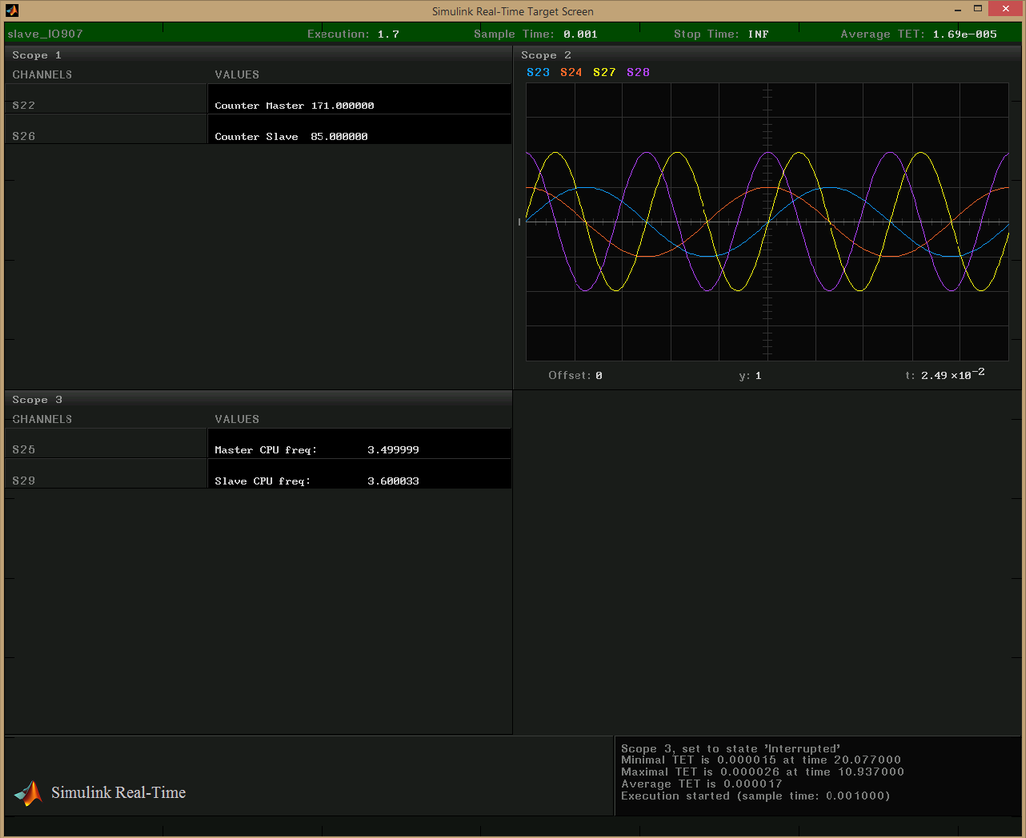 Simulink Real-Time Target Screen
slave_IO907 Execution: 1.7 Sample Time: 0.001 Stop Time: INF Average TET: 1.69e-005
Scope 1
CHANNELS VALUES
S22 Counter Master 171.000000
S26 Counter Slave 85.000000
Scope 2
S23 S24 S27 S28
Offset: 0 y: 1 t: 2.49 ×10⁻²
Scope 3
CHANNELS VALUES
S25 Master CPU freq: 3.499999
S29 Slave CPU freq: 3.600033
Simulink Real-Time
Scope 3, set to state 'Interrupted'
Minimal TET is 0.000015 at time 20.077000
Maximal TET is 0.000026 at time 10.937000
Average TET is 0.000017
Execution started (sample time: 0.001000)